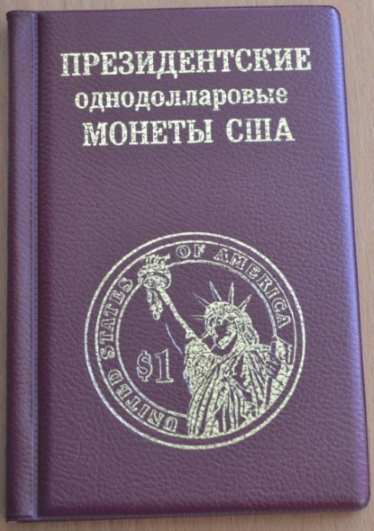 ПРЕЗИДЕНТСКИЕ
однодолларовые
МОНЕТЫ США
UNITED STATES OF AMERICA
$1